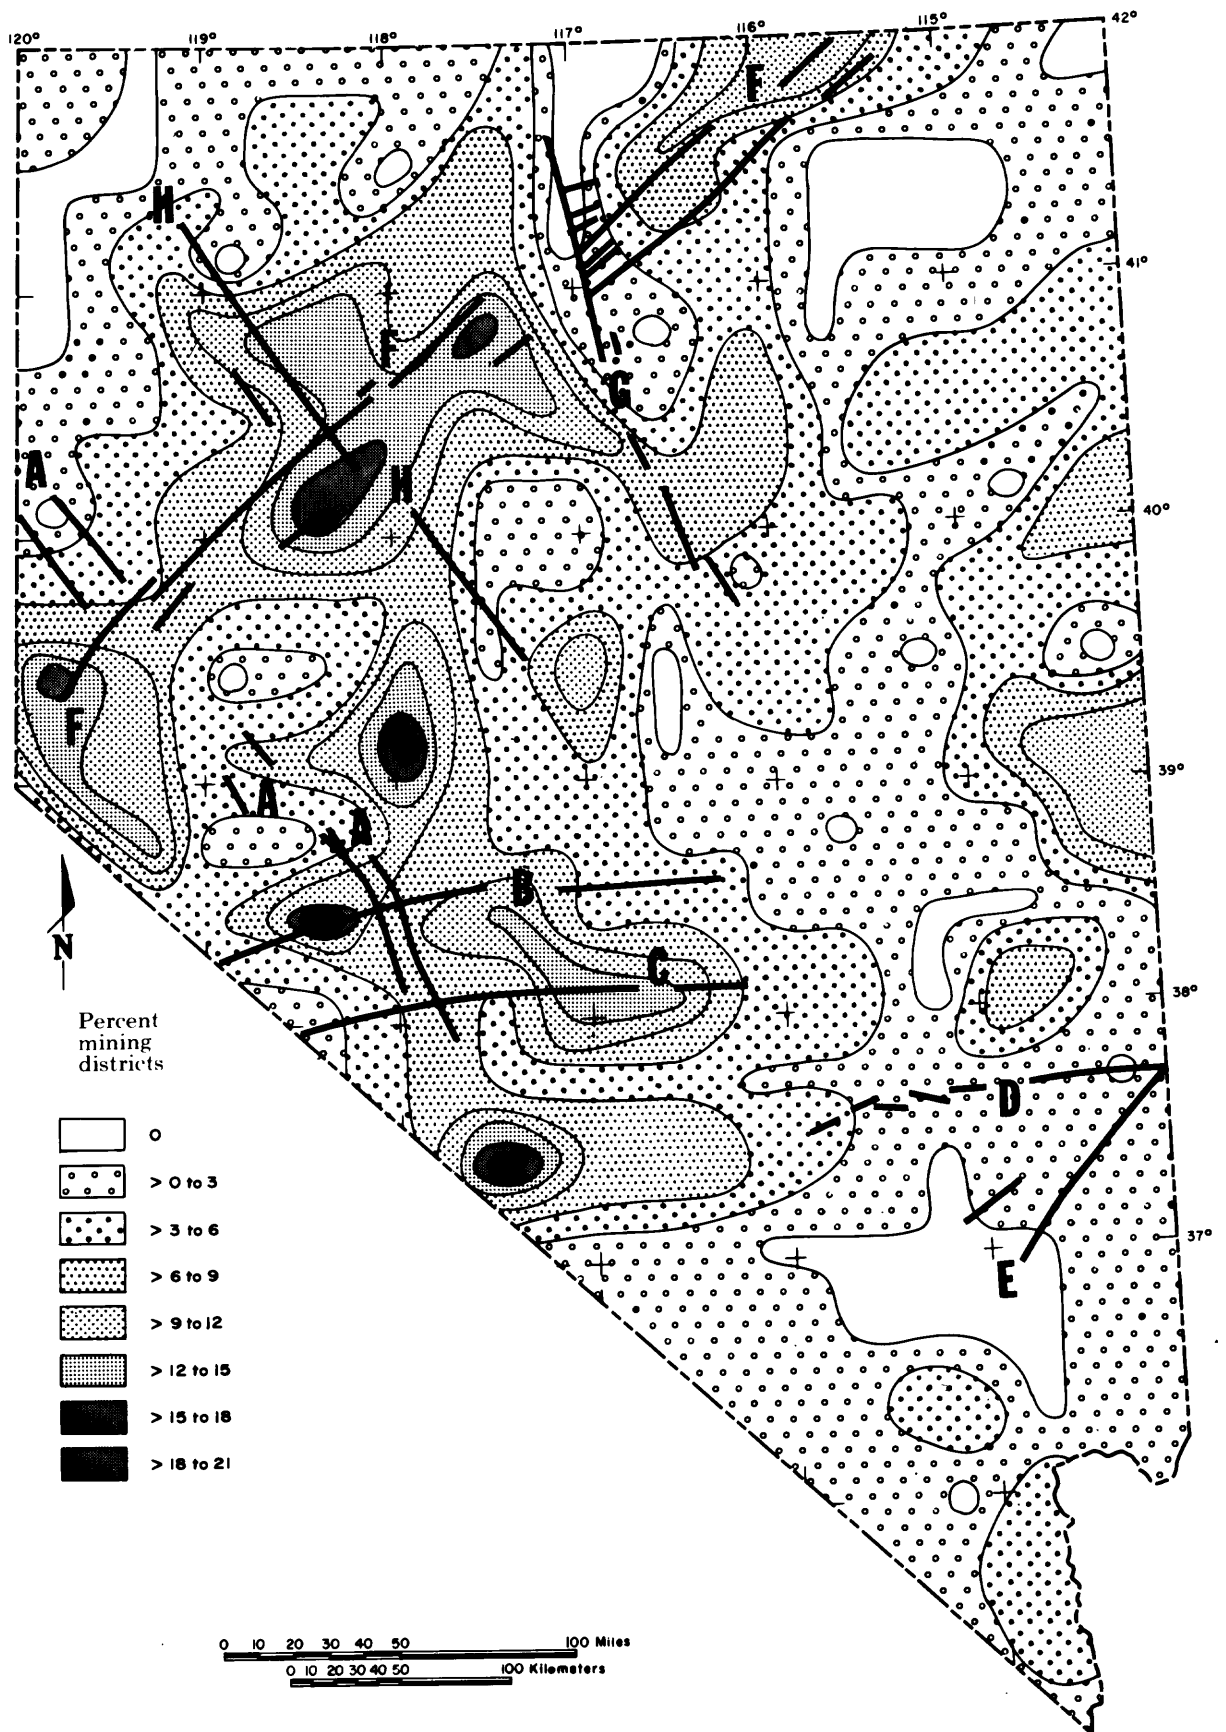 120° 119° 118° 117° 116° 115° 42°
F
H
41°
F
G
A
H
40°
F
39°
A
A
B
N
C
38°
Percent
mining
districts
D
0
> 0 to 3
> 3 to 6
37°
> 6 to 9
E
> 9 to 12
> 12 to 15
> 15 to 18
> 18 to 21
0 10 20 30 40 50 100 Miles
0 10 20 30 40 50 100 Kilometers